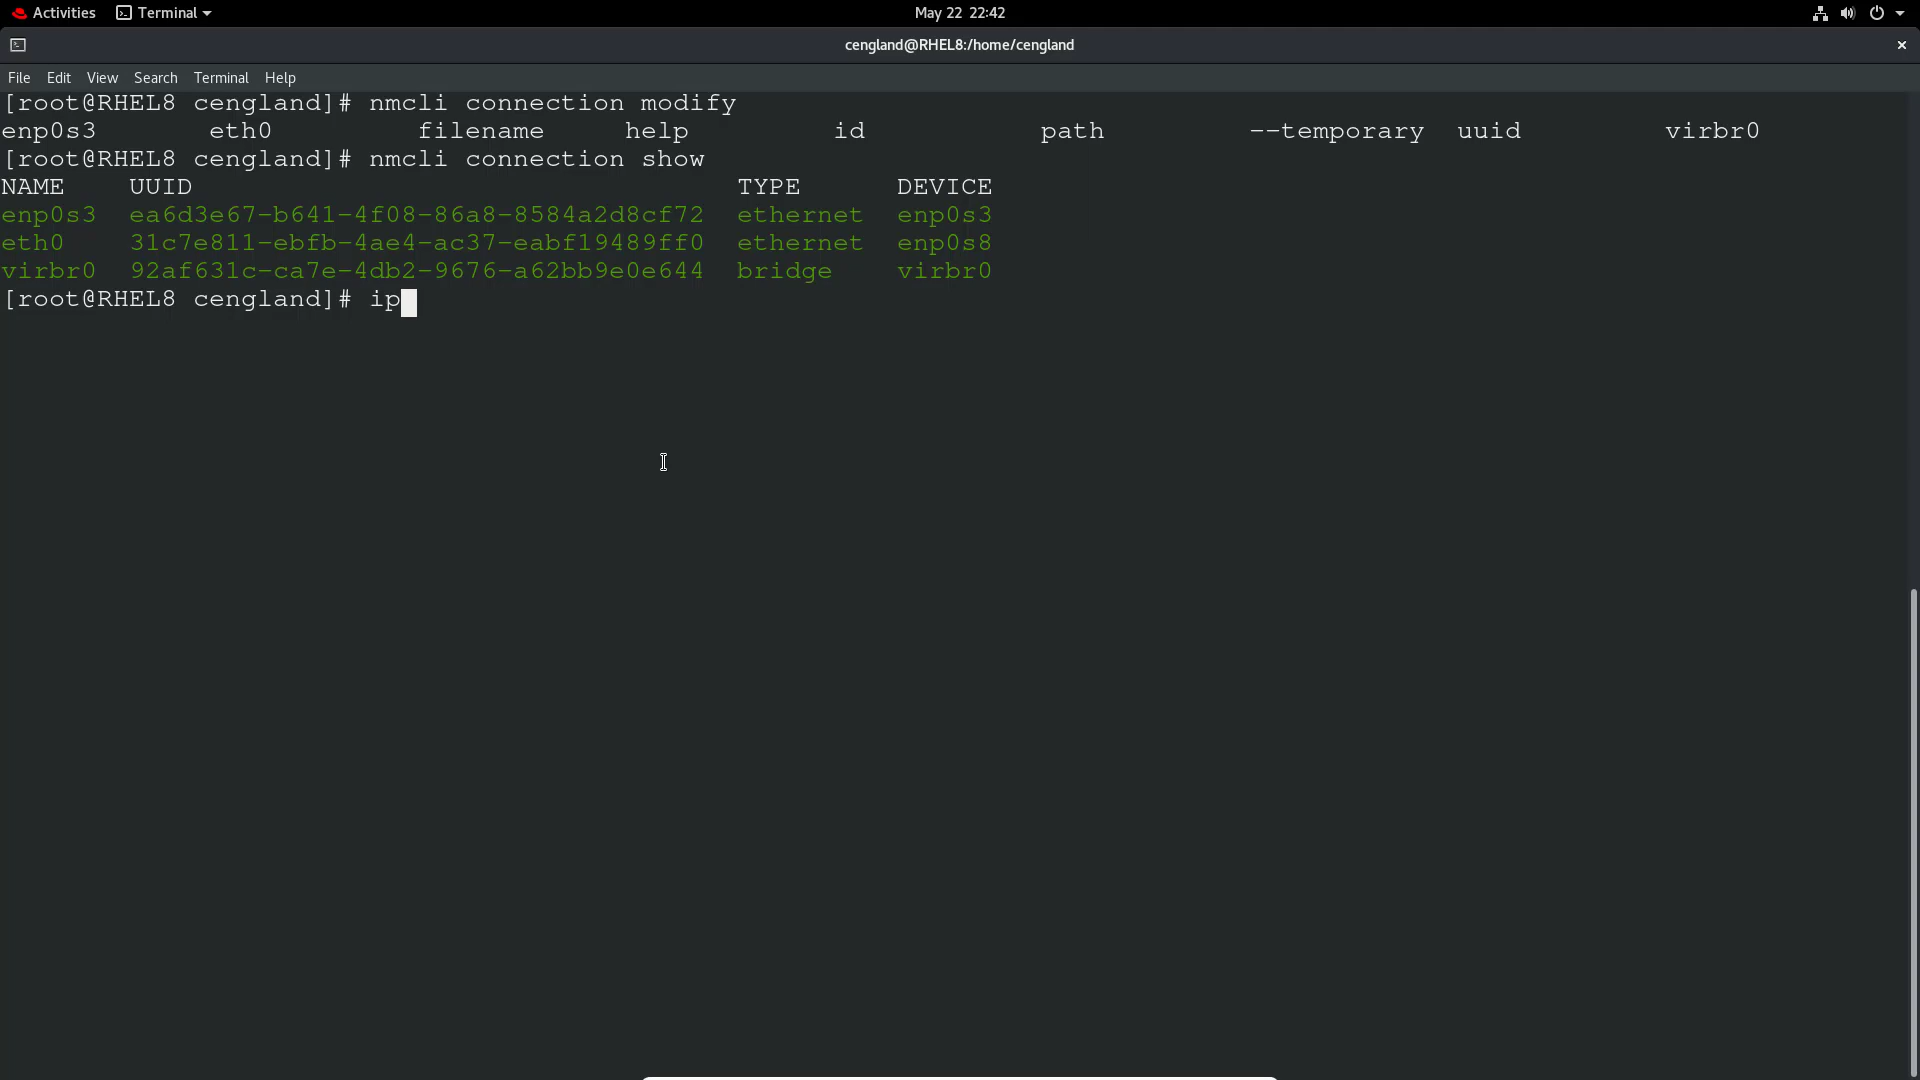 Activities Terminal May 22 22:42
cengland@RHEL8:/home/cengland
File Edit View Search Terminal Help
[root@RHEL8 cengland]# nmcli connection modify
enp0s3 eth0 filename help id path --temporary uuid virbr0
[root@RHEL8 cengland]# nmcli connection show
NAME UUID TYPE DEVICE
enp0s3 ea6d3e67-b641-4f08-86a8-8584a2d8cf72 ethernet enp0s3
eth0 31c7e811-ebfb-4ae4-ac37-eabf19489ff0 ethernet enp0s8
virbr0 92af631c-ca7e-4db2-9676-a62bb9e0e644 bridge virbr0
[root@RHEL8 cengland]# ip